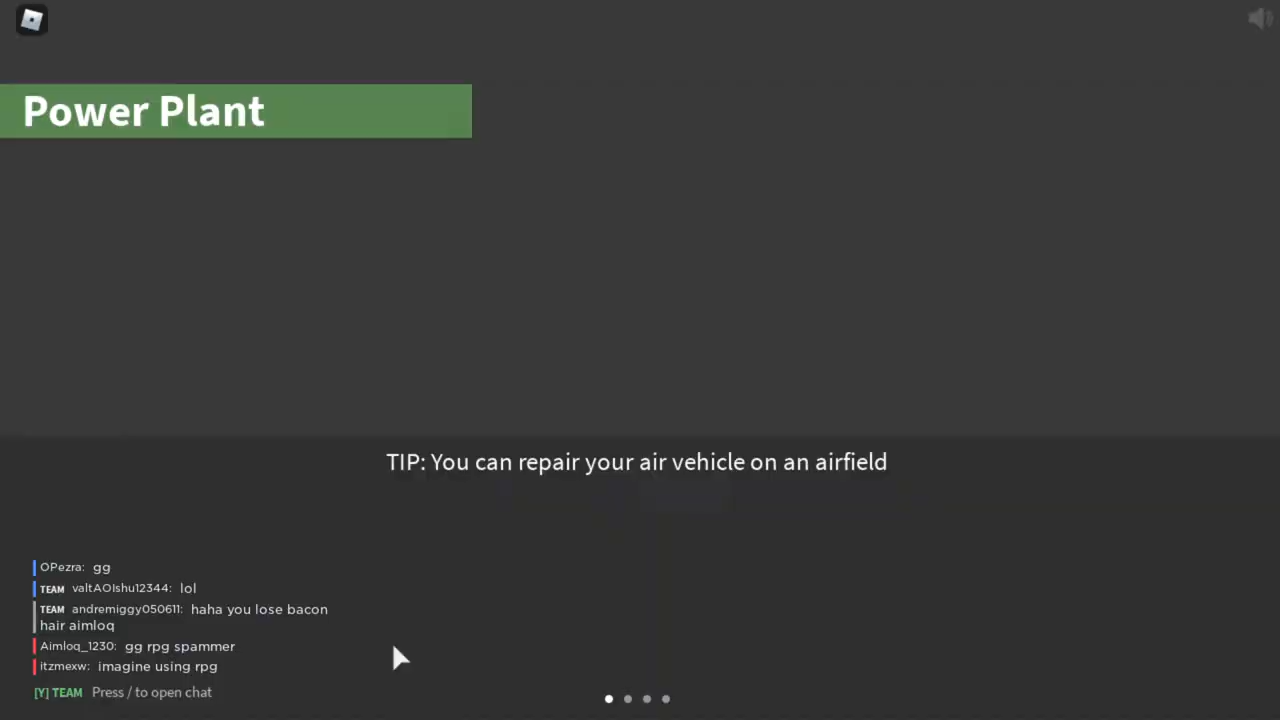 Power Plant
TIP: You can repair your air vehicle on an airfield
OPezra: gg
TEAM valtAOIshu12344: lol
TEAM andremiggy050611: haha you lose bacon
hair aimloq
Aimloq_1230: gg rpg spammer
itzmexw: imagine using rpg
[Y] TEAM Press / to open chat